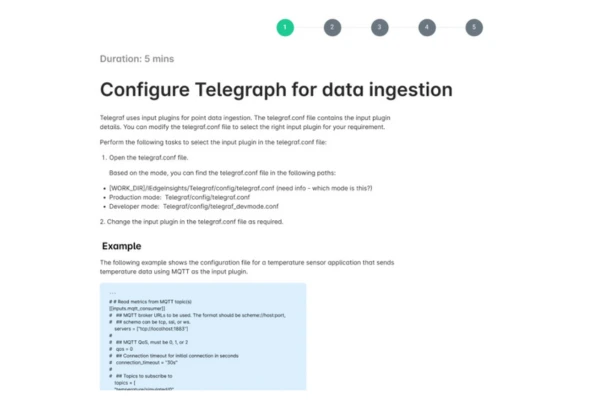 1 2 3 4 5
Duration: 5 mins
Configure Telegraph for data ingestion
Telegraf uses input plugins for point data ingestion. The telegraf.conf file contains the input plugin
details. You can modify the telegraf.conf file to select the right input plugin for your requirement.
Perform the following tasks to select the input plugin in the telegraf.conf file:
1. Open the telegraf.conf file.
Based on the mode, you can find the telegraf.conf file in the following paths:
• [WORK_DIR]/IEdgeInsights/Telegraf/config/telegraf.conf (need info - which mode is this?)
• Production mode: Telegraf/config/telegraf.conf
• Developer mode: Telegraf/config/telegraf_devmode.conf
2. Change the input plugin in the telegraf.conf file as required.
Example
The following example shows the configuration file for a temperature sensor application that sends
temperature data using MQTT as the input plugin.
```
# # Read metrics from MQTT topic(s)
[[inputs.mqtt_consumer]]
# ## MQTT broker URLs to be used. The format should be scheme://host:port,
# ## schema can be tcp, ssl, or ws.
servers = ["tcp://localhost:1883"]
#
# ## MQTT QoS, must be 0, 1, or 2
# qos = 0
# ## Connection timeout for initial connection in seconds
# connection_timeout = "30s"
#
# ## Topics to subscribe to
topics = [